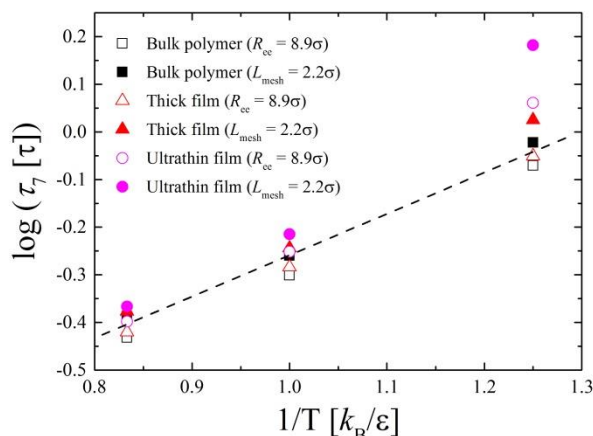 0.2
0.1
0.0
-0.1
-0.2
-0.3
-0.4
-0.5
log (τ₇ [τ])
Bulk polymer (Rₑₑ = 8.9σ)
Bulk polymer (Lₘₑₛₕ = 2.2σ)
Thick film (Rₑₑ = 8.9σ)
Thick film (Lₘₑₛₕ = 2.2σ)
Ultrathin film (Rₑₑ = 8.9σ)
Ultrathin film (Lₘₑₛₕ = 2.2σ)
0.8 0.9 1.0 1.1 1.2 1.3
1/T [k_B/ε]